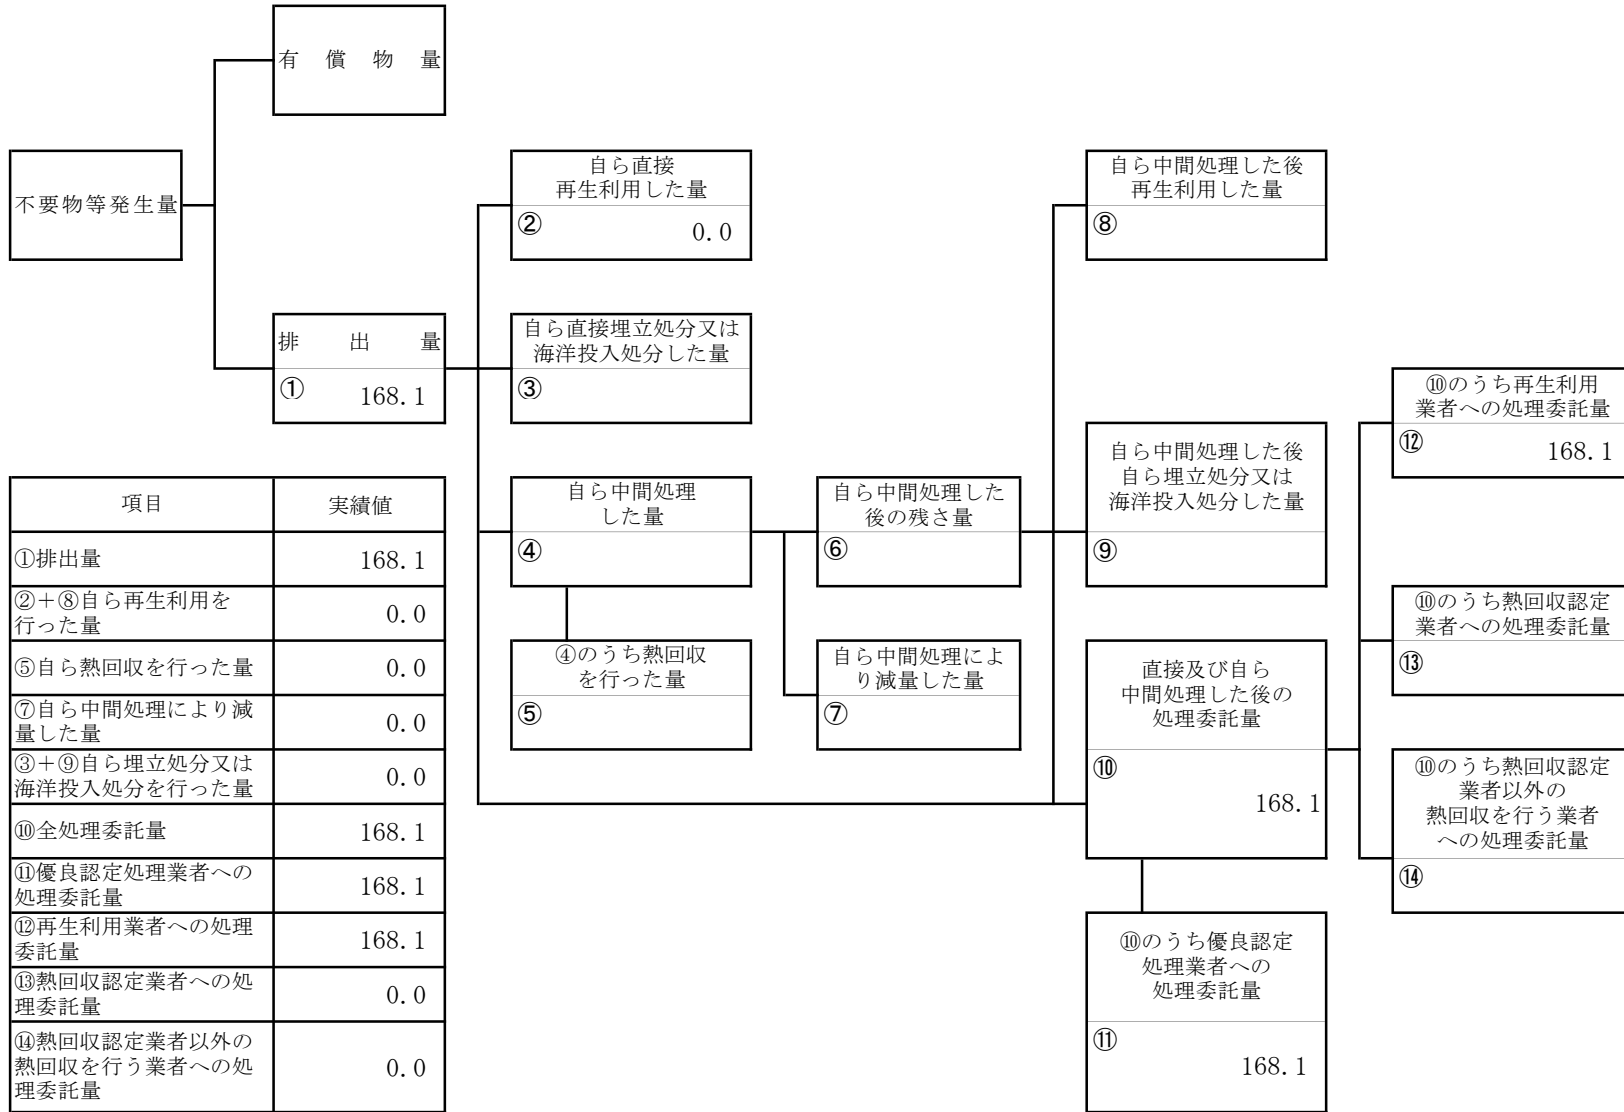 有償物量
不要物等発生量
排出量
① 168.1
自ら直接
再生利用した量
② 0.0
自ら直接埋立処分又は
海洋投入処分した量
③
自ら中間処理
した量
④
④のうち熱回収
を行った量
⑤
自ら中間処理した
後の残さ量
⑥
自ら中間処理によ
り減量した量
⑦
自ら中間処理した後
再生利用した量
⑧
自ら中間処理した後
自ら埋立処分又は
海洋投入処分した量
⑨
直接及び自ら
中間処理した後の
処理委託量
⑩
168.1
⑩のうち優良認定
処理業者への
処理委託量
⑪
168.1
⑩のうち再生利用
業者への処理委託量
⑫ 168.1
⑩のうち熱回収認定
業者への処理委託量
⑬
⑩のうち熱回収認定
業者以外の
熱回収を行う業者
への処理委託量
⑭
項目 実績値
①排出量 168.1
②＋⑧自ら再生利用を
行った量 0.0
⑤自ら熱回収を行った量 0.0
⑦自ら中間処理により減
量した量 0.0
③＋⑨自ら埋立処分又は
海洋投入処分を行った量 0.0
⑩全処理委託量 168.1
⑪優良認定処理業者への
処理委託量 168.1
⑫再生利用業者への処理
委託量 168.1
⑬熱回収認定業者への処
理委託量 0.0
⑭熱回収認定業者以外の
熱回収を行う業者への処
理委託量 0.0